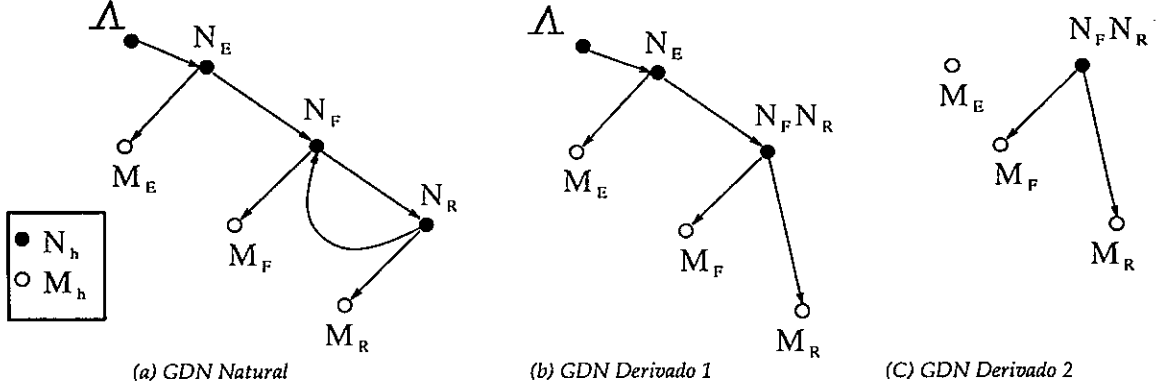 Λ
N_E
M_E
N_F
M_F
N_R
M_R
N_h
M_h
(a) GDN Natural
Λ
N_E
M_E
N_F N_R
M_F
M_R
(b) GDN Derivado 1
N_F N_R
M_E
M_F
M_R
(C) GDN Derivado 2